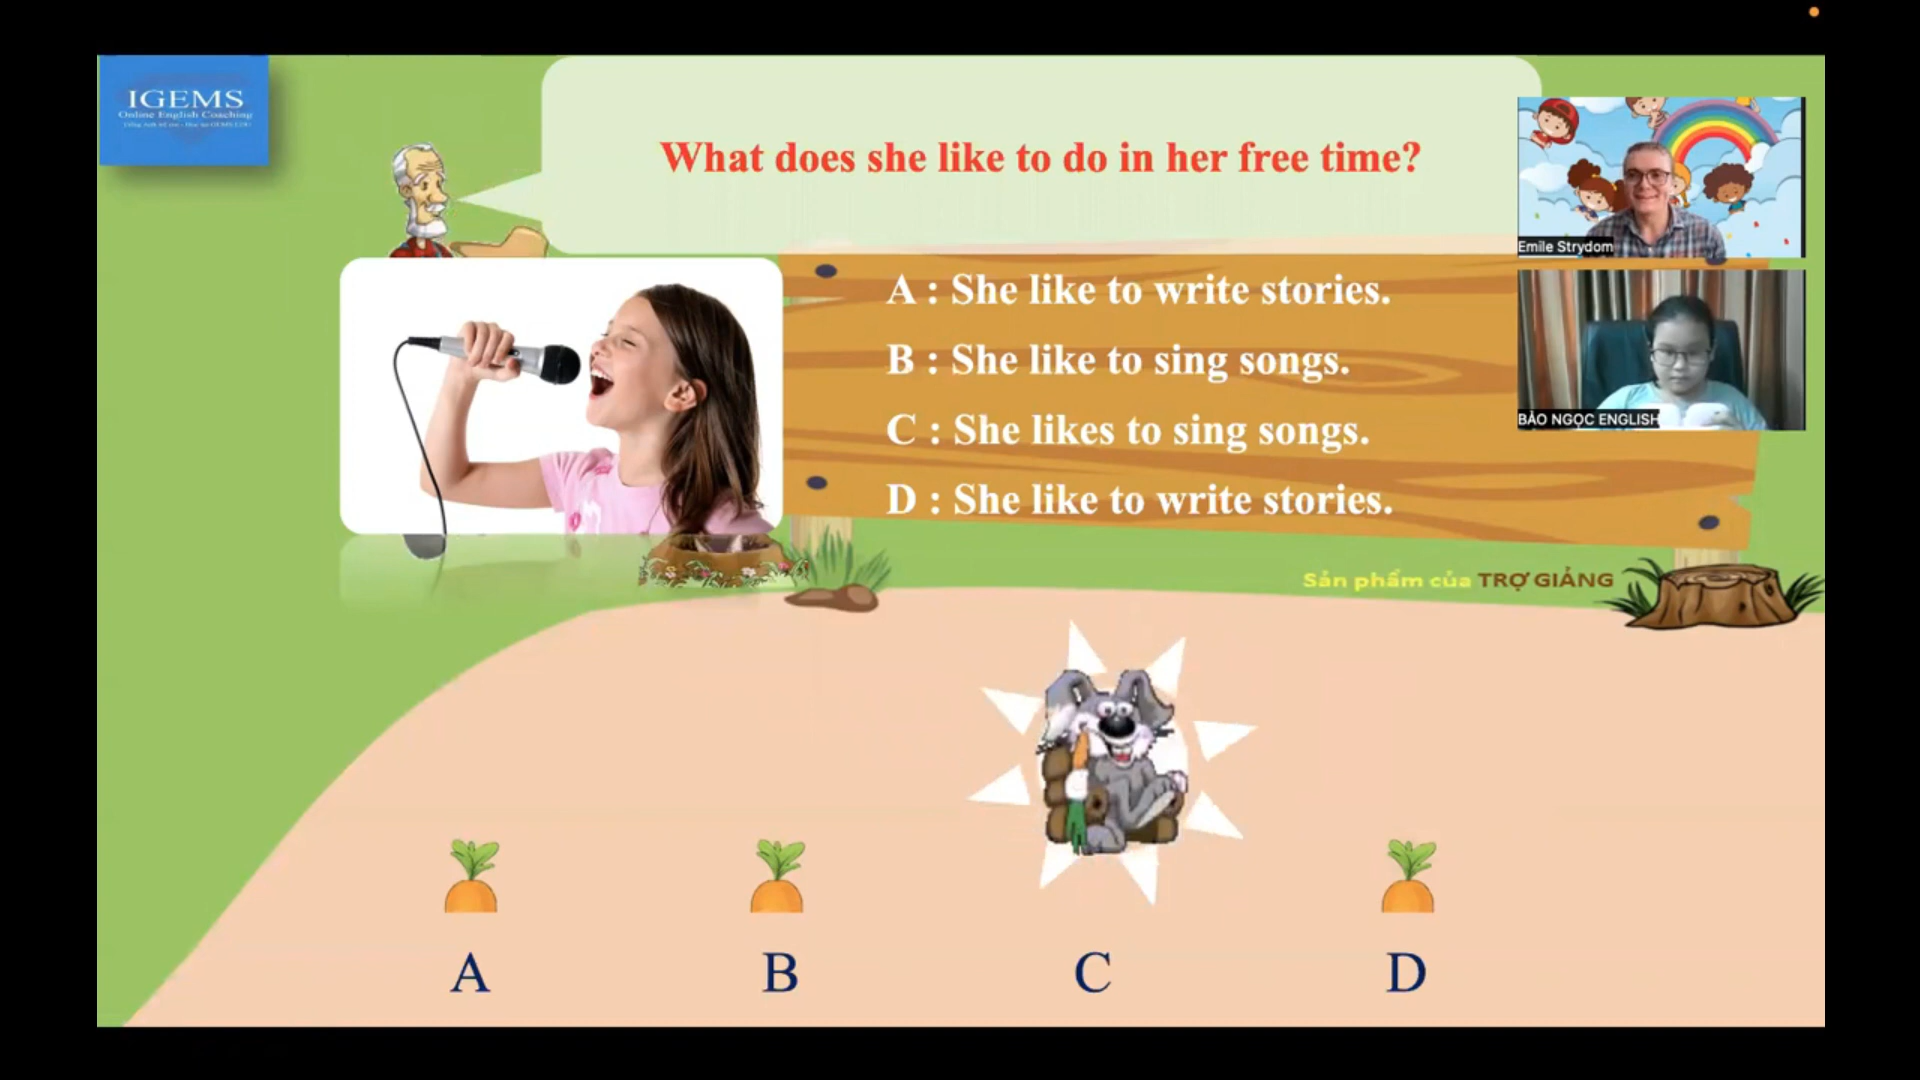 IGEMS
Online English Coaching
What does she like to do in her free time?
Emile Strydom
A : She like to write stories.
B : She like to sing songs.
C : She likes to sing songs.
D : She like to write stories.
BẢO NGỌC ENGLISH
Sản phẩm của TRỢ GIẢNG
A
B
C
D